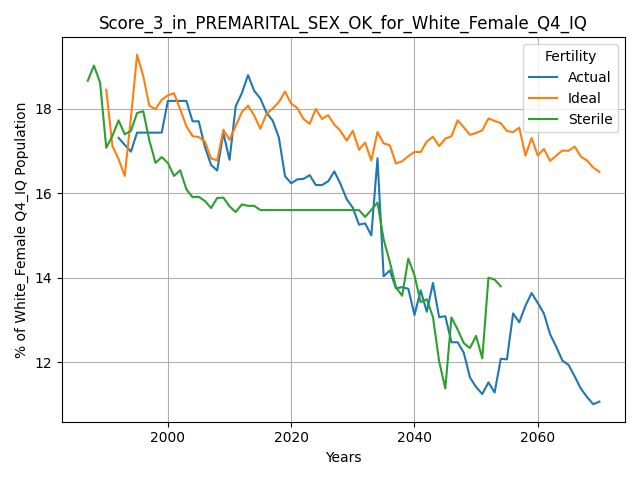 Score_3_in_PREMARITAL_SEX_OK_for_White_Female_Q4_IQ
% of White_Female Q4_IQ Population
18
16
14
12
Fertility
Actual
Ideal
Sterile
2000
2020
2040
2060
Years